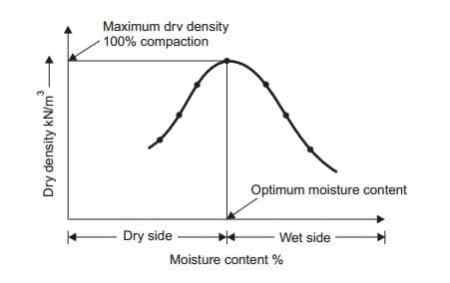 Maximum drv density
100% compaction
Dry density kN/m³
Optimum moisture content
Dry side
Wet side
Moisture content %